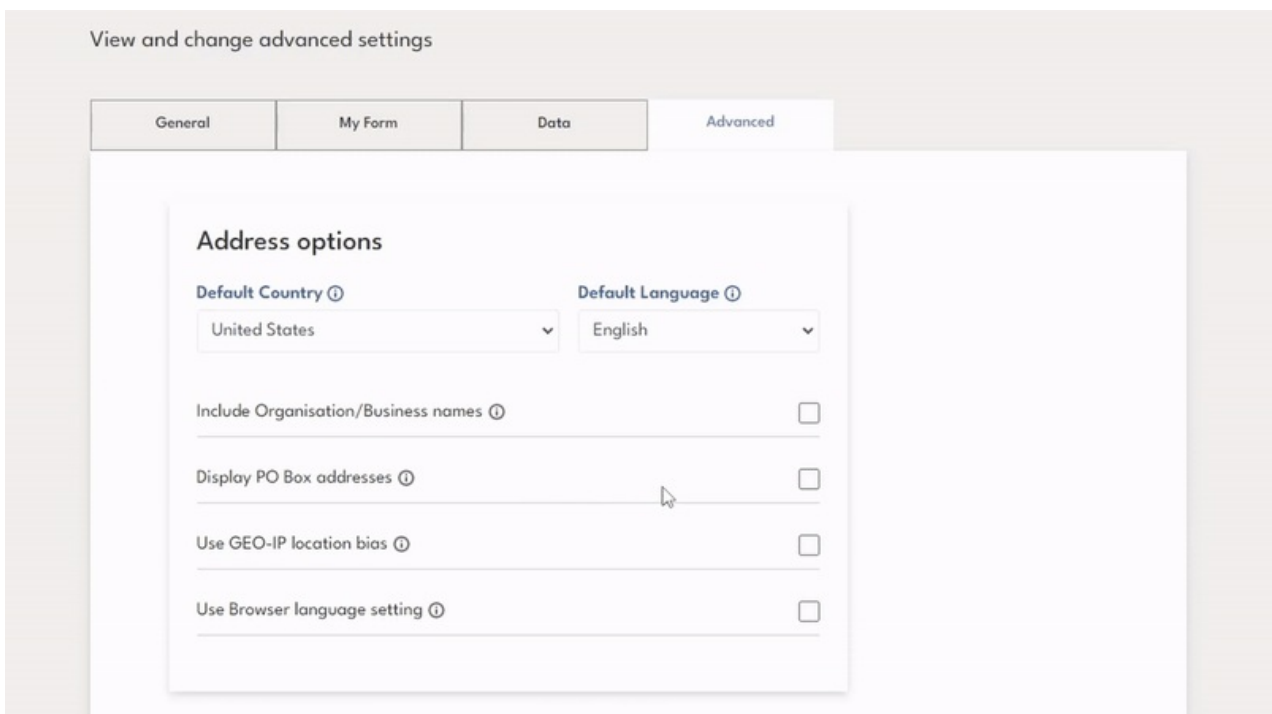 View and change advanced settings
General My Form Data Advanced
Address options
Default Country Default Language
United States English
Include Organisation/Business names
Display PO Box addresses
Use GEO-IP location bias
Use Browser language setting